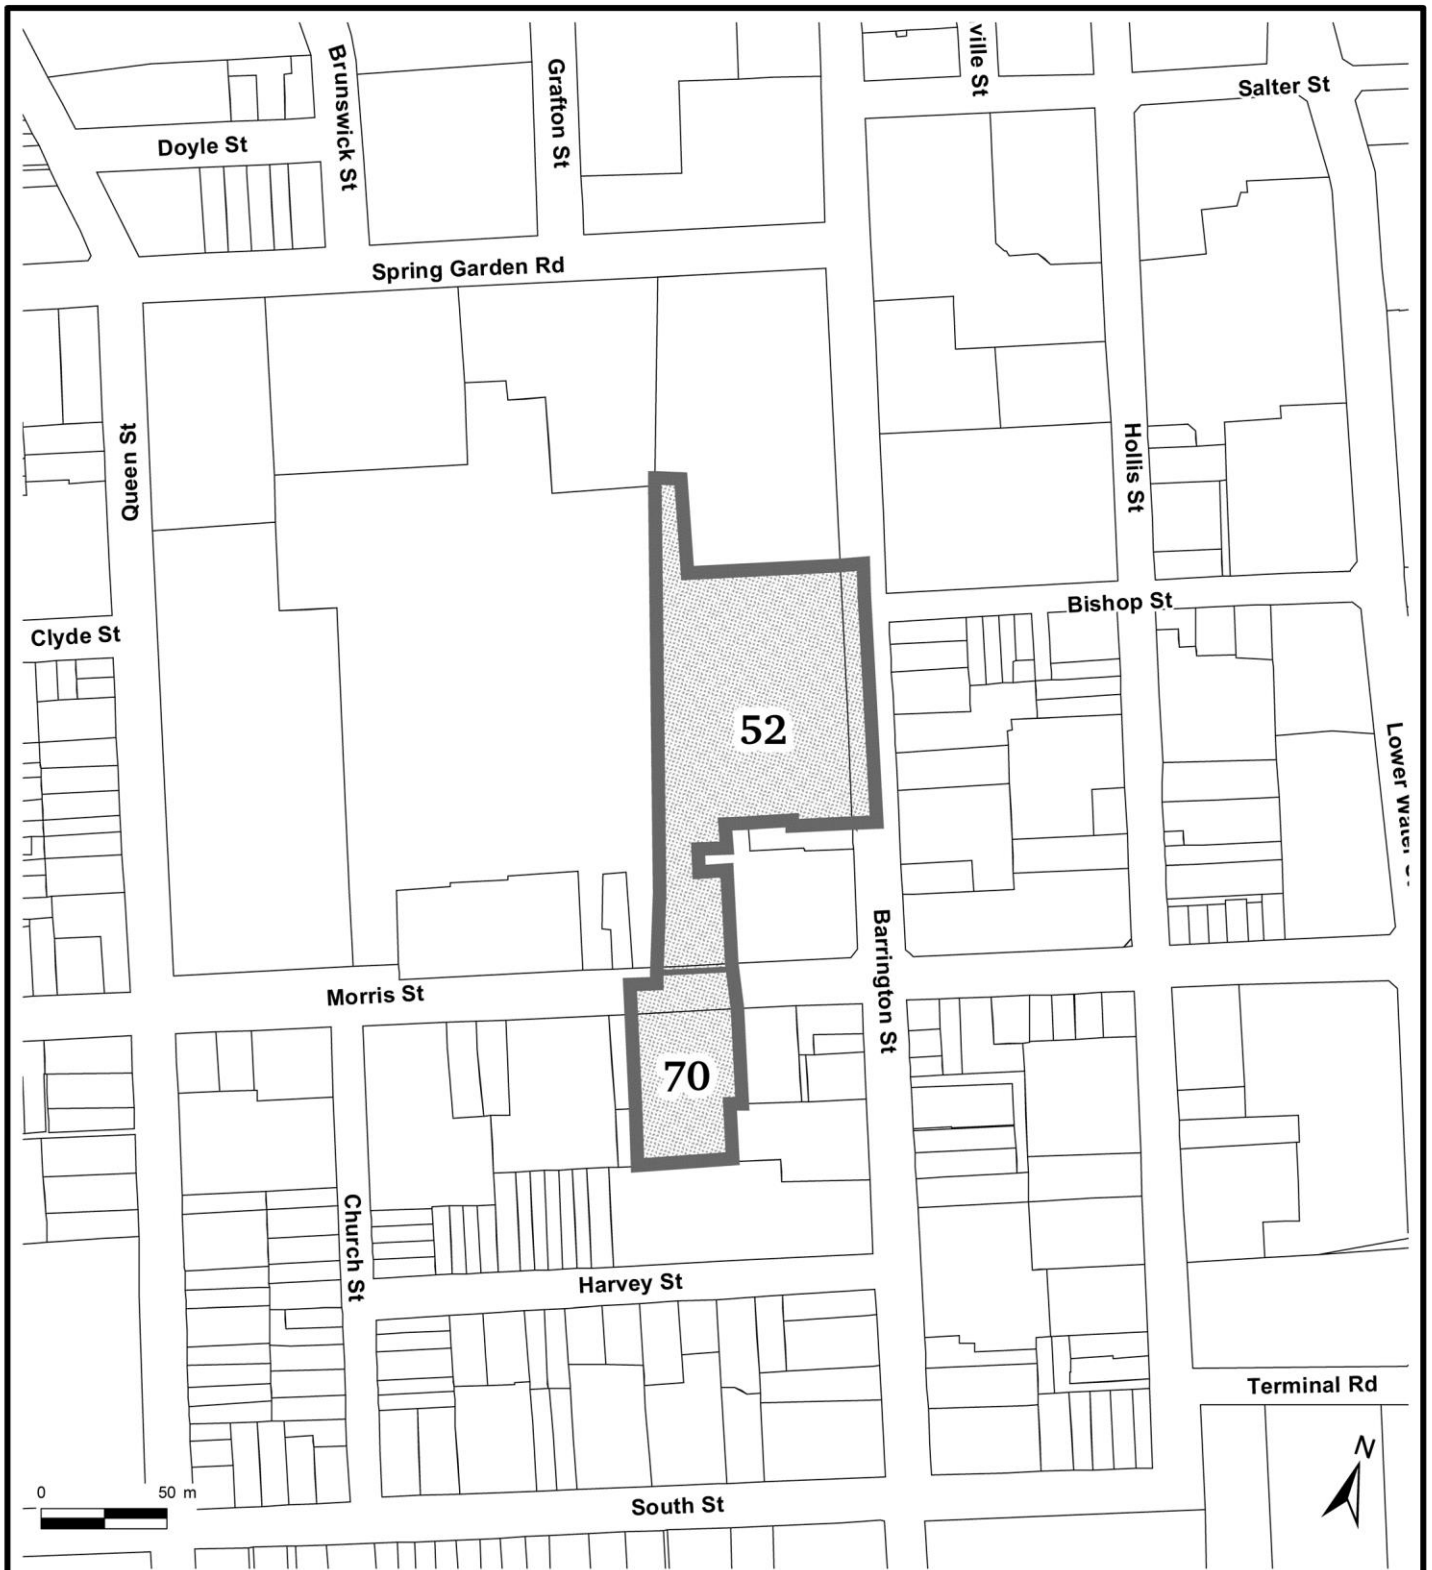 Brunswick St
Grafton St
ville St
Salter St
Doyle St
Spring Garden Rd
Queen St
Hollis St
Bishop St
Clyde St
52
Lower Water
Barrington St
Morris St
70
Church St
Harvey St
Terminal Rd
N
0 50 m
South St